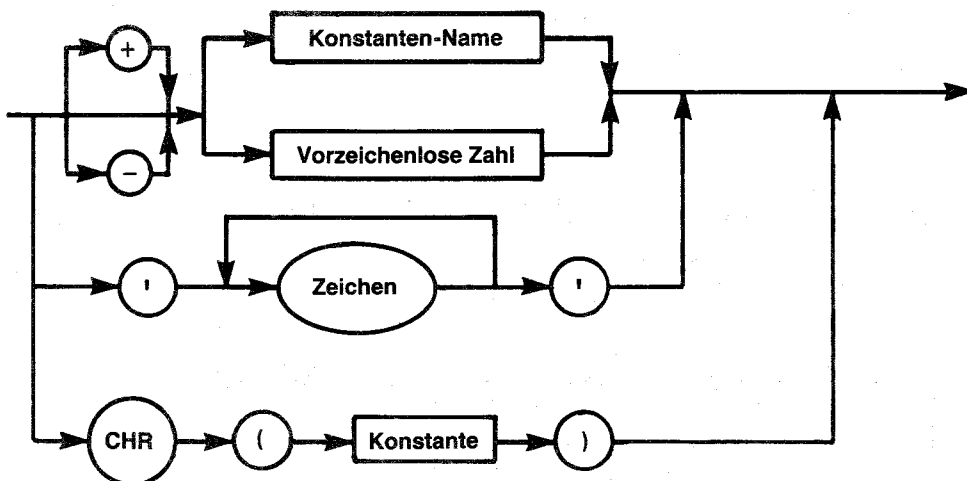 +
Konstanten-Name
−
Vorzeichenlose Zahl
'
Zeichen
'
CHR
(
Konstante
)